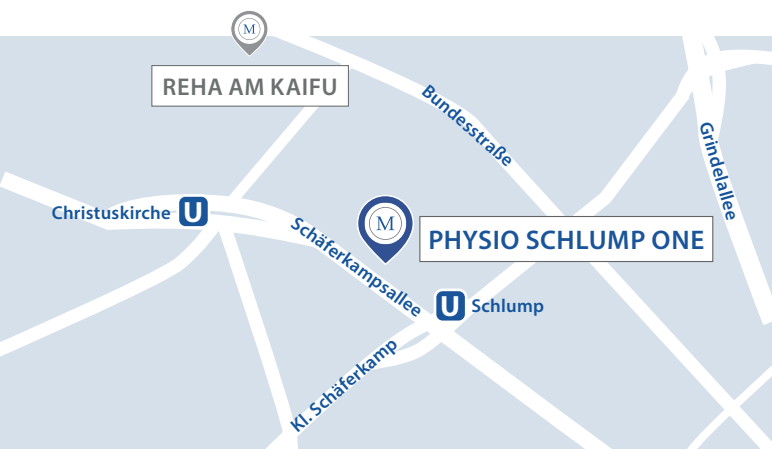 M
REHA AM KAIFU
Bundesstraße
Grindelallee
Christuskirche U
M
PHYSIO SCHLUMP ONE
Schäferkampsallee
U Schlump
Kl. Schäferkamp